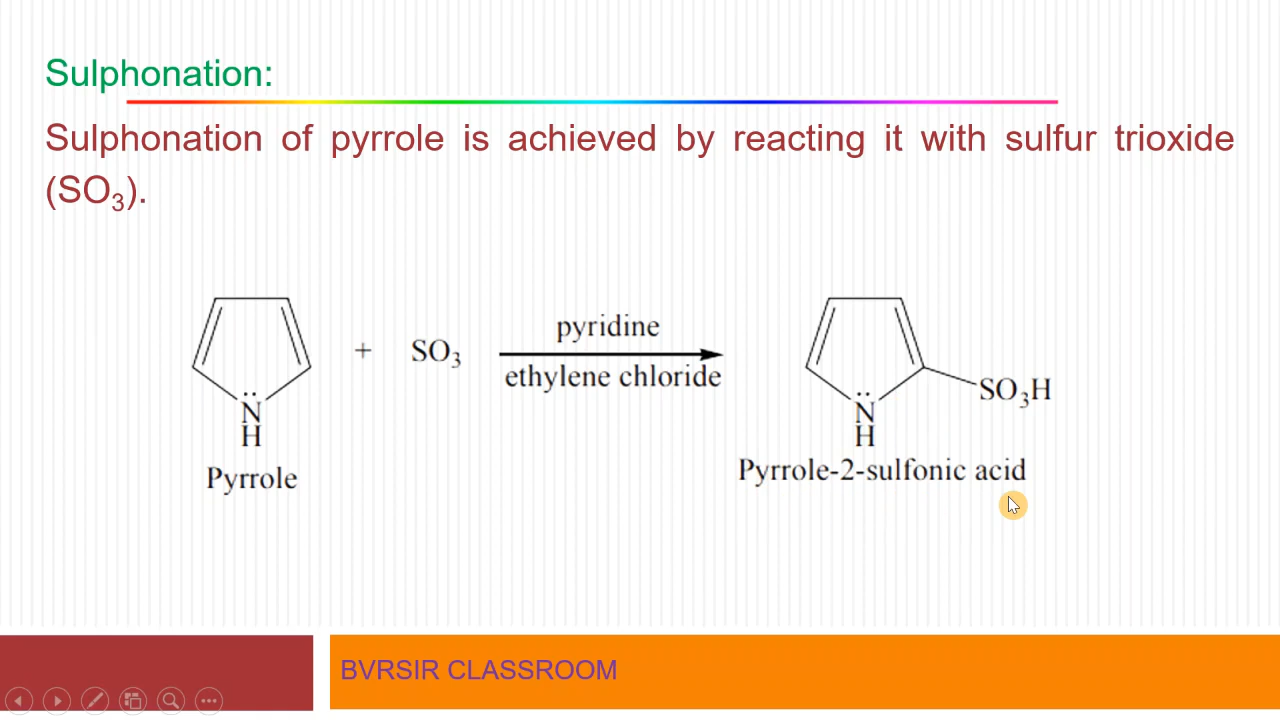 Sulphonation:
Sulphonation of pyrrole is achieved by reacting it with sulfur trioxide
(SO₃).
pyridine
+ SO₃
ethylene chloride
SO₃H
N
H
N
H
Pyrrole
Pyrrole-2-sulfonic acid
BVRSIR CLASSROOM